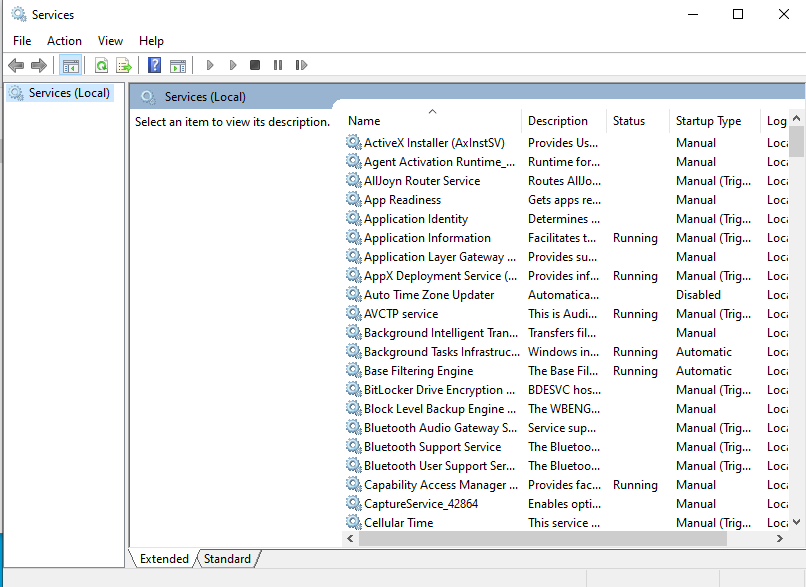 Services
File Action View Help
Services (Local)
Services (Local)
Select an item to view its description.
Name Description Status Startup Type Log
ActiveX Installer (AxInstSV) Provides Us... Manual Loca
Agent Activation Runtime_... Runtime for... Manual Loca
AllJoyn Router Service Routes AllJo... Manual (Trig... Loca
App Readiness Gets apps re... Manual Loca
Application Identity Determines ... Manual (Trig... Loca
Application Information Facilitates t... Running Manual (Trig... Loca
Application Layer Gateway ... Provides su... Manual Loca
AppX Deployment Service (... Provides inf... Running Manual (Trig... Loca
Auto Time Zone Updater Automatica... Disabled Loca
AVCTP service This is Audi... Running Manual (Trig... Loca
Background Intelligent Tran... Transfers fil... Manual Loca
Background Tasks Infrastruc... Windows in... Running Automatic Loca
Base Filtering Engine The Base Fil... Running Automatic Loca
BitLocker Drive Encryption ... BDESVC hos... Manual (Trig... Loca
Block Level Backup Engine ... The WBENG... Manual Loca
Bluetooth Audio Gateway S... Service sup... Manual (Trig... Loca
Bluetooth Support Service The Bluetoo... Manual (Trig... Loca
Bluetooth User Support Ser... The Bluetoo... Manual (Trig... Loca
Capability Access Manager ... Provides fac... Running Manual Loca
CaptureService_42864 Enables opti... Manual Loca
Cellular Time This service ... Manual (Trig... Loca
Extended Standard